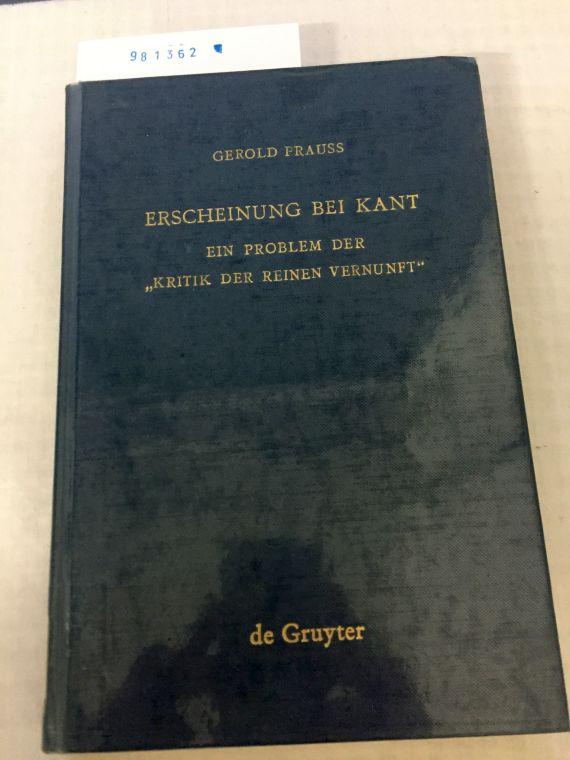 981362
GEROLD PRAUSS
ERSCHEINUNG BEI KANT
EIN PROBLEM DER
„KRITIK DER REINEN VERNUNFT“
de Gruyter